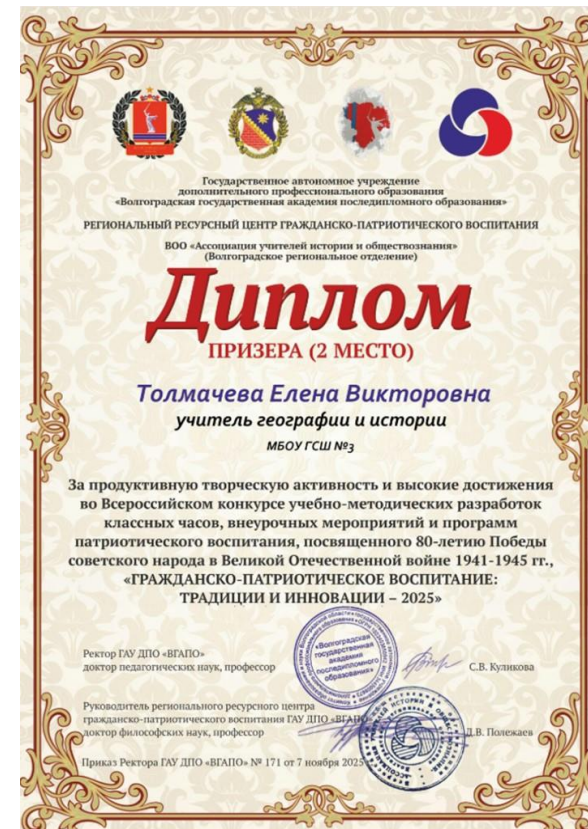 Государственное автономное учреждение
дополнительного профессионального образования
«Волгоградская государственная академия последипломного образования»
РЕГИОНАЛЬНЫЙ РЕСУРСНЫЙ ЦЕНТР ГРАЖДАНСКО-ПАТРИОТИЧЕСКОГО ВОСПИТАНИЯ
ВОО «Ассоциация учителей истории и обществознания»
(Волгоградское региональное отделение)
Диплом
ПРИЗЕРА (2 МЕСТО)
Толмачева Елена Викторовна
учитель географии и истории
МБОУ ГСШ №3
За продуктивную творческую активность и высокие достижения
во Всероссийском конкурсе учебно-методических разработок
классных часов, внеурочных мероприятий и программ
патриотического воспитания, посвященного 80-летию Победы
советского народа в Великой Отечественной войне 1941-1945 гг.,
«ГРАЖДАНСКО-ПАТРИОТИЧЕСКОЕ ВОСПИТАНИЕ:
ТРАДИЦИИ И ИННОВАЦИИ – 2025»
«Волгоградская
государственная
академия
последипломного
образования»
Ректор ГАУ ДПО «ВГАПО»
доктор педагогических наук, профессор
С.В. Куликова
Руководитель регионального ресурсного центра
гражданско-патриотического воспитания ГАУ ДПО «ВГАПО»
доктор философских наук, профессор
Д.В. Полежаев
Приказ Ректора ГАУ ДПО «ВГАПО» № 171 от 7 ноября 2025